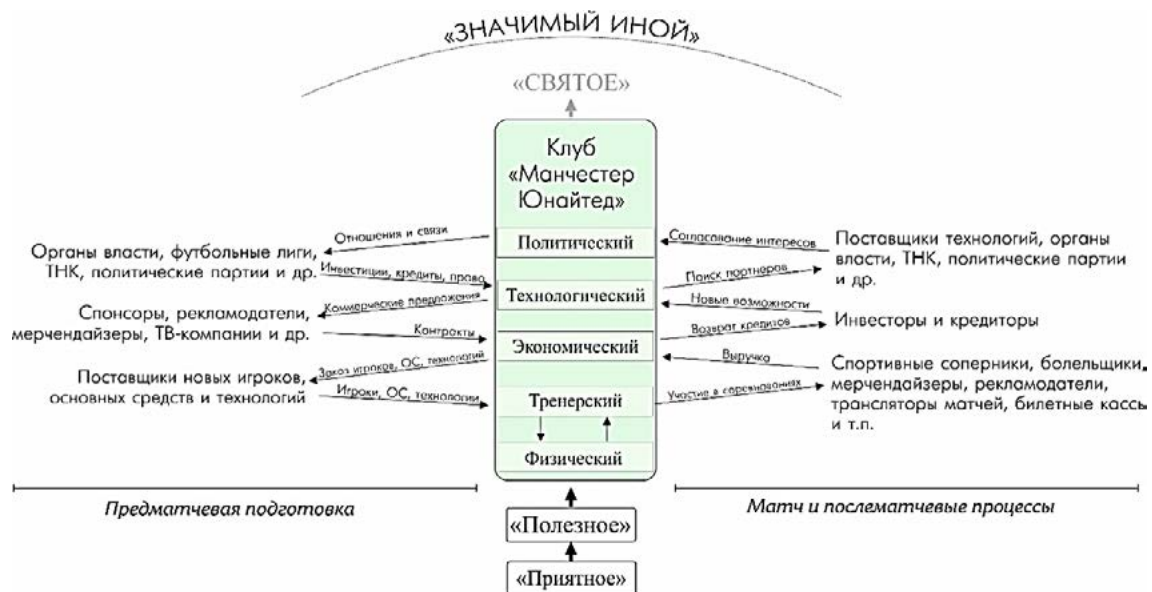 «ЗНАЧИМЫЙ ИНОЙ»
«СВЯТОЕ»
Клуб
«Манчестер
Юнайтед»
Политический
Технологический
Экономический
Тренерский
Физический
Органы власти, футбольные лиги,
ТНК, политические партии и др.
Спонсоры, рекламодатели,
мерчендайзеры, ТВ-компании и др.
Поставщики новых игроков,
основных средств и технологий
Отношения и связи
Инвестиции, кредиты, право
Коммерческие предложения
Контракты
Заказ игроков, ОС, технологий
Игроки, ОС, технологии
Согласование интересов
Поиск партнеров
Новые возможности
Возврат кредитов
Выручка
Участие в соревнованиях
Поставщики технологий, органы
власти, ТНК, политические партии
и др.
Инвесторы и кредиторы
Спортивные соперники, болельщики,
мерчендайзеры, рекламодатели,
трансляторы матчей, билетные кассы
и т.п.
Предматчевая подготовка
Матч и послематчевые процессы
«Полезное»
«Приятное»